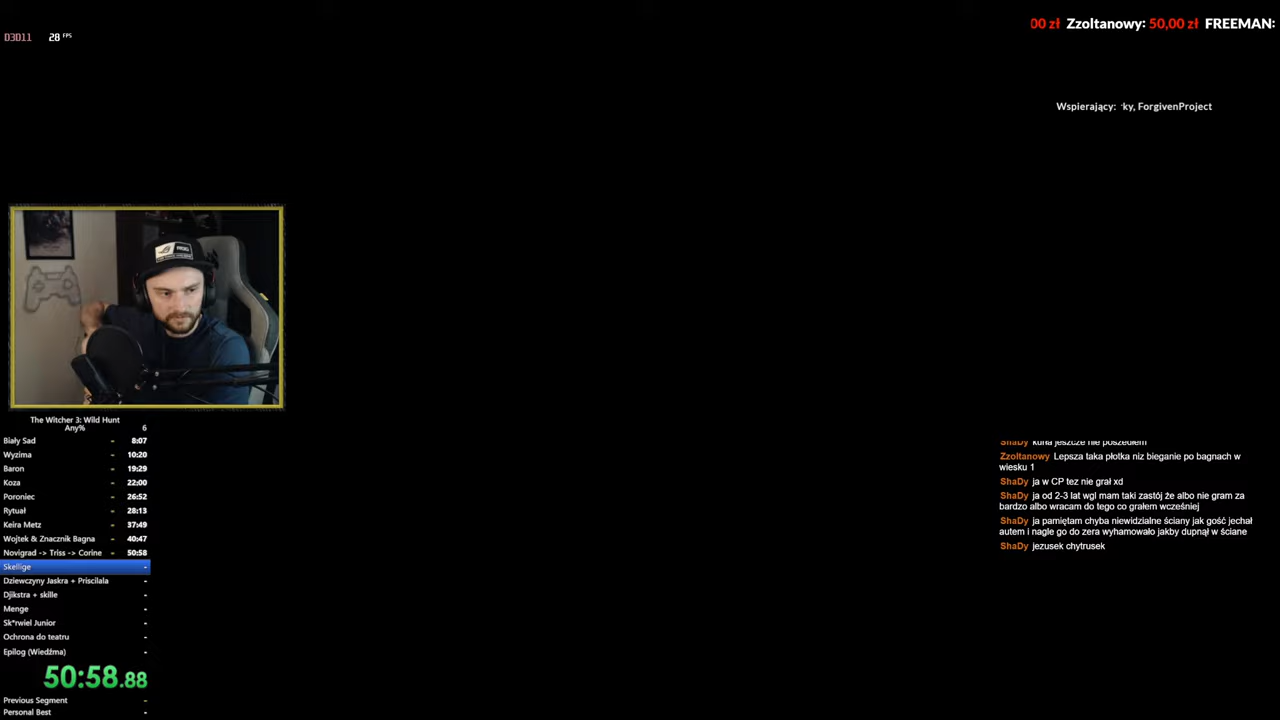 D3D11 28 FPS
00 zł Zzoltanowy: 50,00 zł FREEMAN:
Wspierający: ky, ForgivenProject
ROG
The Witcher 3: Wild Hunt
Any% 6
Biały Sad - 8:07
Wyzima - 10:20
Baron - 19:29
Koza - 22:00
Poroniec - 26:52
Rytuał - 28:13
Keira Metz - 37:49
Wojtek & Znacznik Bagna - 40:47
Novigrad -> Triss -> Corine - 50:58
Skellige -
Dziewczyny Jaskra + Priscilala -
Djikstra + skille -
Menge -
Sk*rwiel Junior -
Ochrona do teatru -
Epilog (Wiedźma) -
50:58.88
Previous Segment -
Personal Best -
ShaDy kuna jeszcze nie poszedłem
Zzoltanowy Lepsza taka płotka niz bieganie po bagnach w
wiesku 1
ShaDy ja w CP tez nie grał xd
ShaDy ja od 2-3 lat wgl mam taki zastój że albo nie gram za
bardzo albo wracam do tego co grałem wcześniej
ShaDy ja pamiętam chyba niewidzialne ściany jak gość jechał
autem i nagle go do zera wyhamowało jakby dupnął w ściane
ShaDy jezusek chytrusek